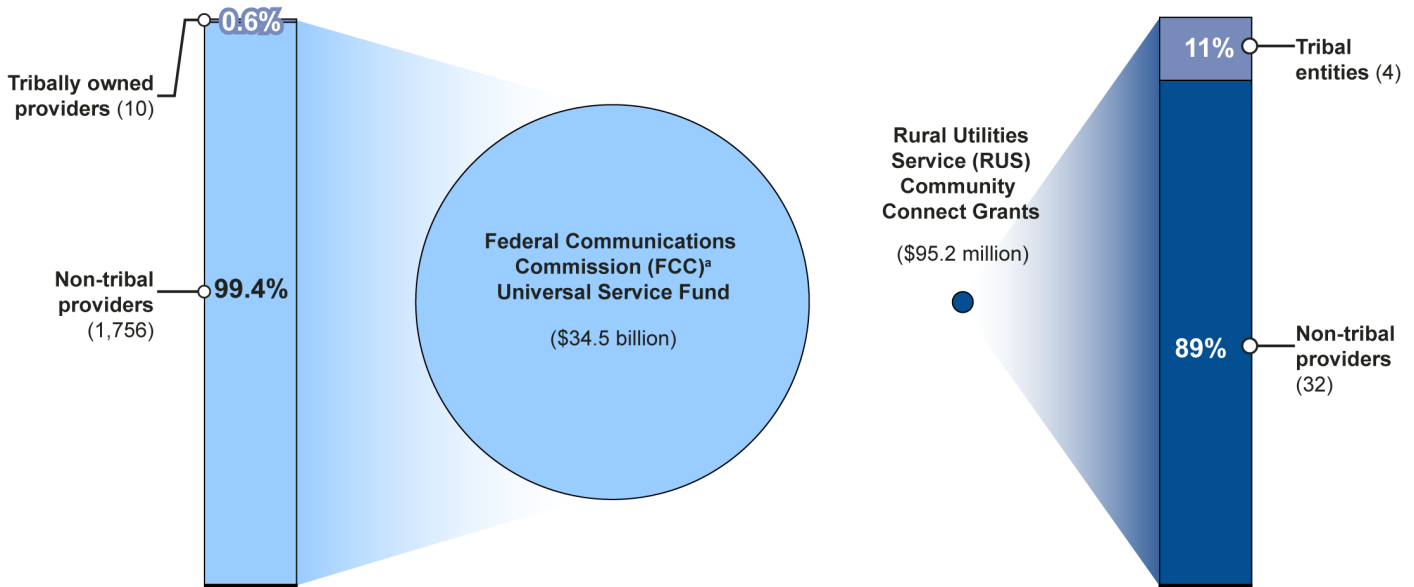 0.6%
Tribally owned
providers (10)
Non-tribal
providers
(1,756)
99.4%
Federal Communications
Commission (FCC)ᵃ
Universal Service Fund
($34.5 billion)
Rural Utilities
Service (RUS)
Community
Connect Grants
($95.2 million)
11%
Tribal
entities (4)
89%
Non-tribal
providers
(32)